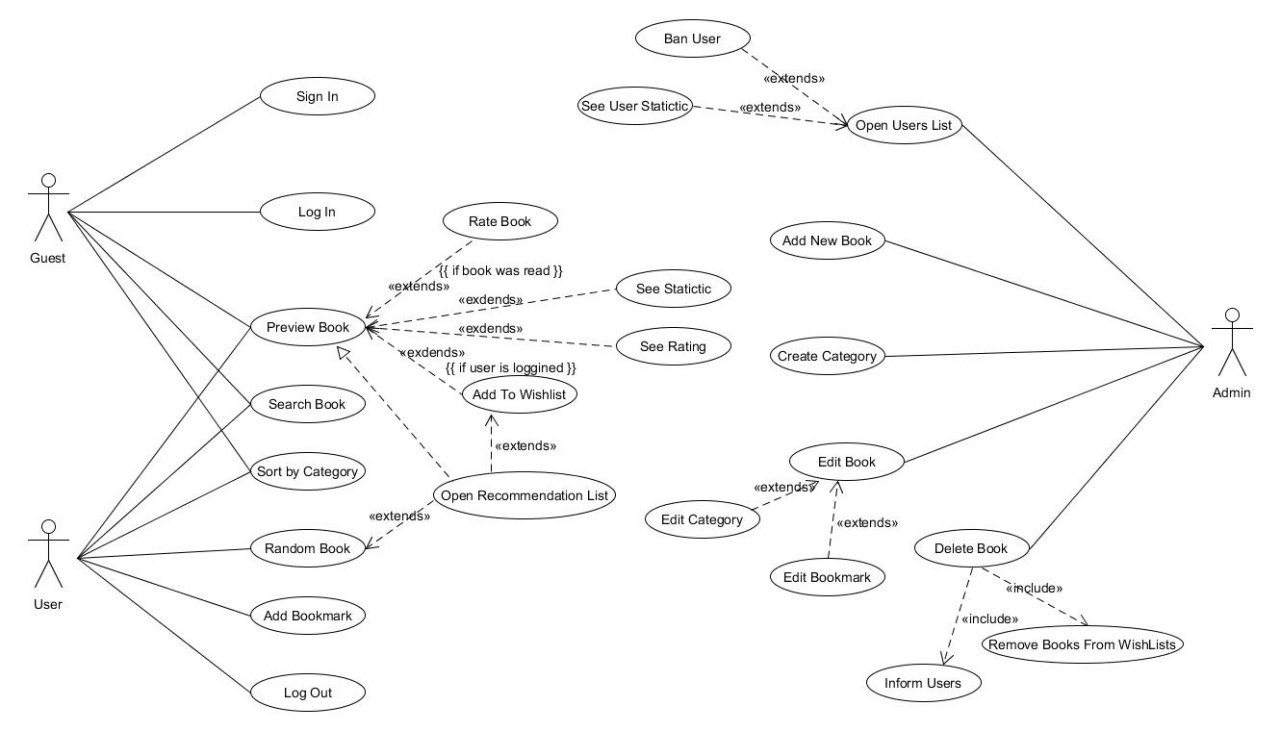 Ban User
«extends»
Sign In
See User Statictic
«extends»
Open Users List
Guest
Log In
Rate Book
Add New Book
{{ if book was read }}
«extends»
See Statictic
«exdends»
Preview Book
«exdends»
See Rating
«exdends»
Create Category
{{ if user is loggined }}
Add To Wishlist
Admin
Search Book
«extends»
Sort by Category
Edit Book
«extends»
Open Recommendation List
«extends»
Edit Category
«extends»
Random Book
Delete Book
User
Edit Bookmark
«include»
Add Bookmark
«include»
Remove Books From WishLists
Inform Users
Log Out